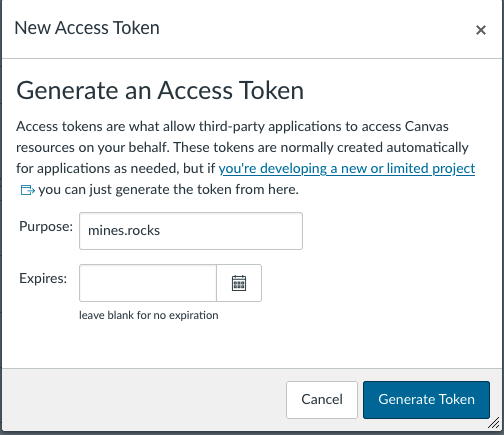 New Access Token
×
Generate an Access Token
Access tokens are what allow third-party applications to access Canvas
resources on your behalf. These tokens are normally created automatically
for applications as needed, but if you're developing a new or limited project
you can just generate the token from here.
Purpose: mines.rocks
Expires:
leave blank for no expiration
Cancel Generate Token